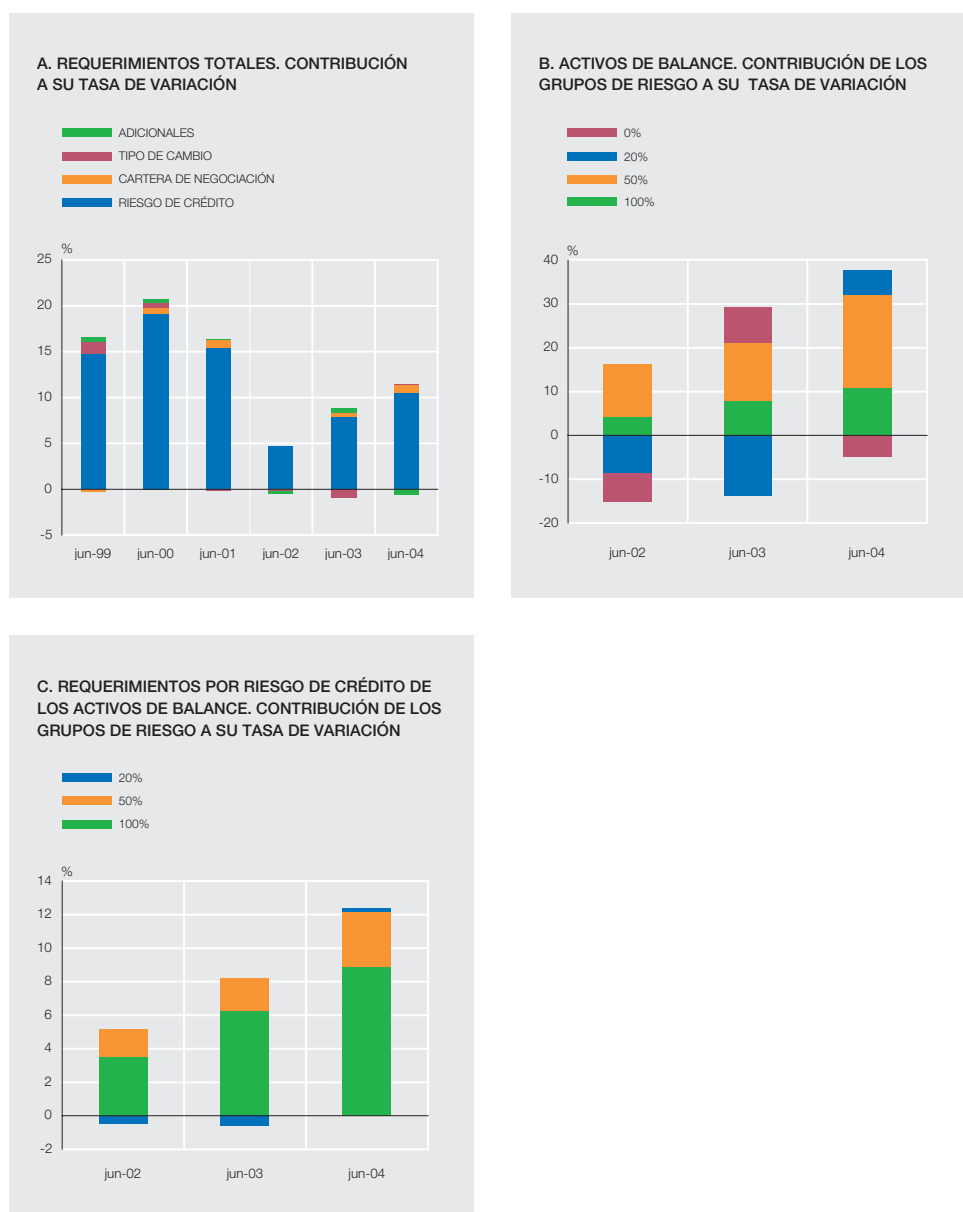 A. REQUERIMIENTOS TOTALES. CONTRIBUCIÓN
A SU TASA DE VARIACIÓN
ADICIONALES
TIPO DE CAMBIO
CARTERA DE NEGOCIACIÓN
RIESGO DE CRÉDITO
%
25
20
15
10
5
0
-5
jun-99 jun-00 jun-01 jun-02 jun-03 jun-04
B. ACTIVOS DE BALANCE. CONTRIBUCIÓN DE LOS
GRUPOS DE RIESGO A SU TASA DE VARIACIÓN
0%
20%
50%
100%
%
40
30
20
10
0
-10
-20
jun-02 jun-03 jun-04
C. REQUERIMIENTOS POR RIESGO DE CRÉDITO DE
LOS ACTIVOS DE BALANCE. CONTRIBUCIÓN DE LOS
GRUPOS DE RIESGO A SU TASA DE VARIACIÓN
20%
50%
100%
%
14
12
10
8
6
4
2
0
-2
jun-02 jun-03 jun-04